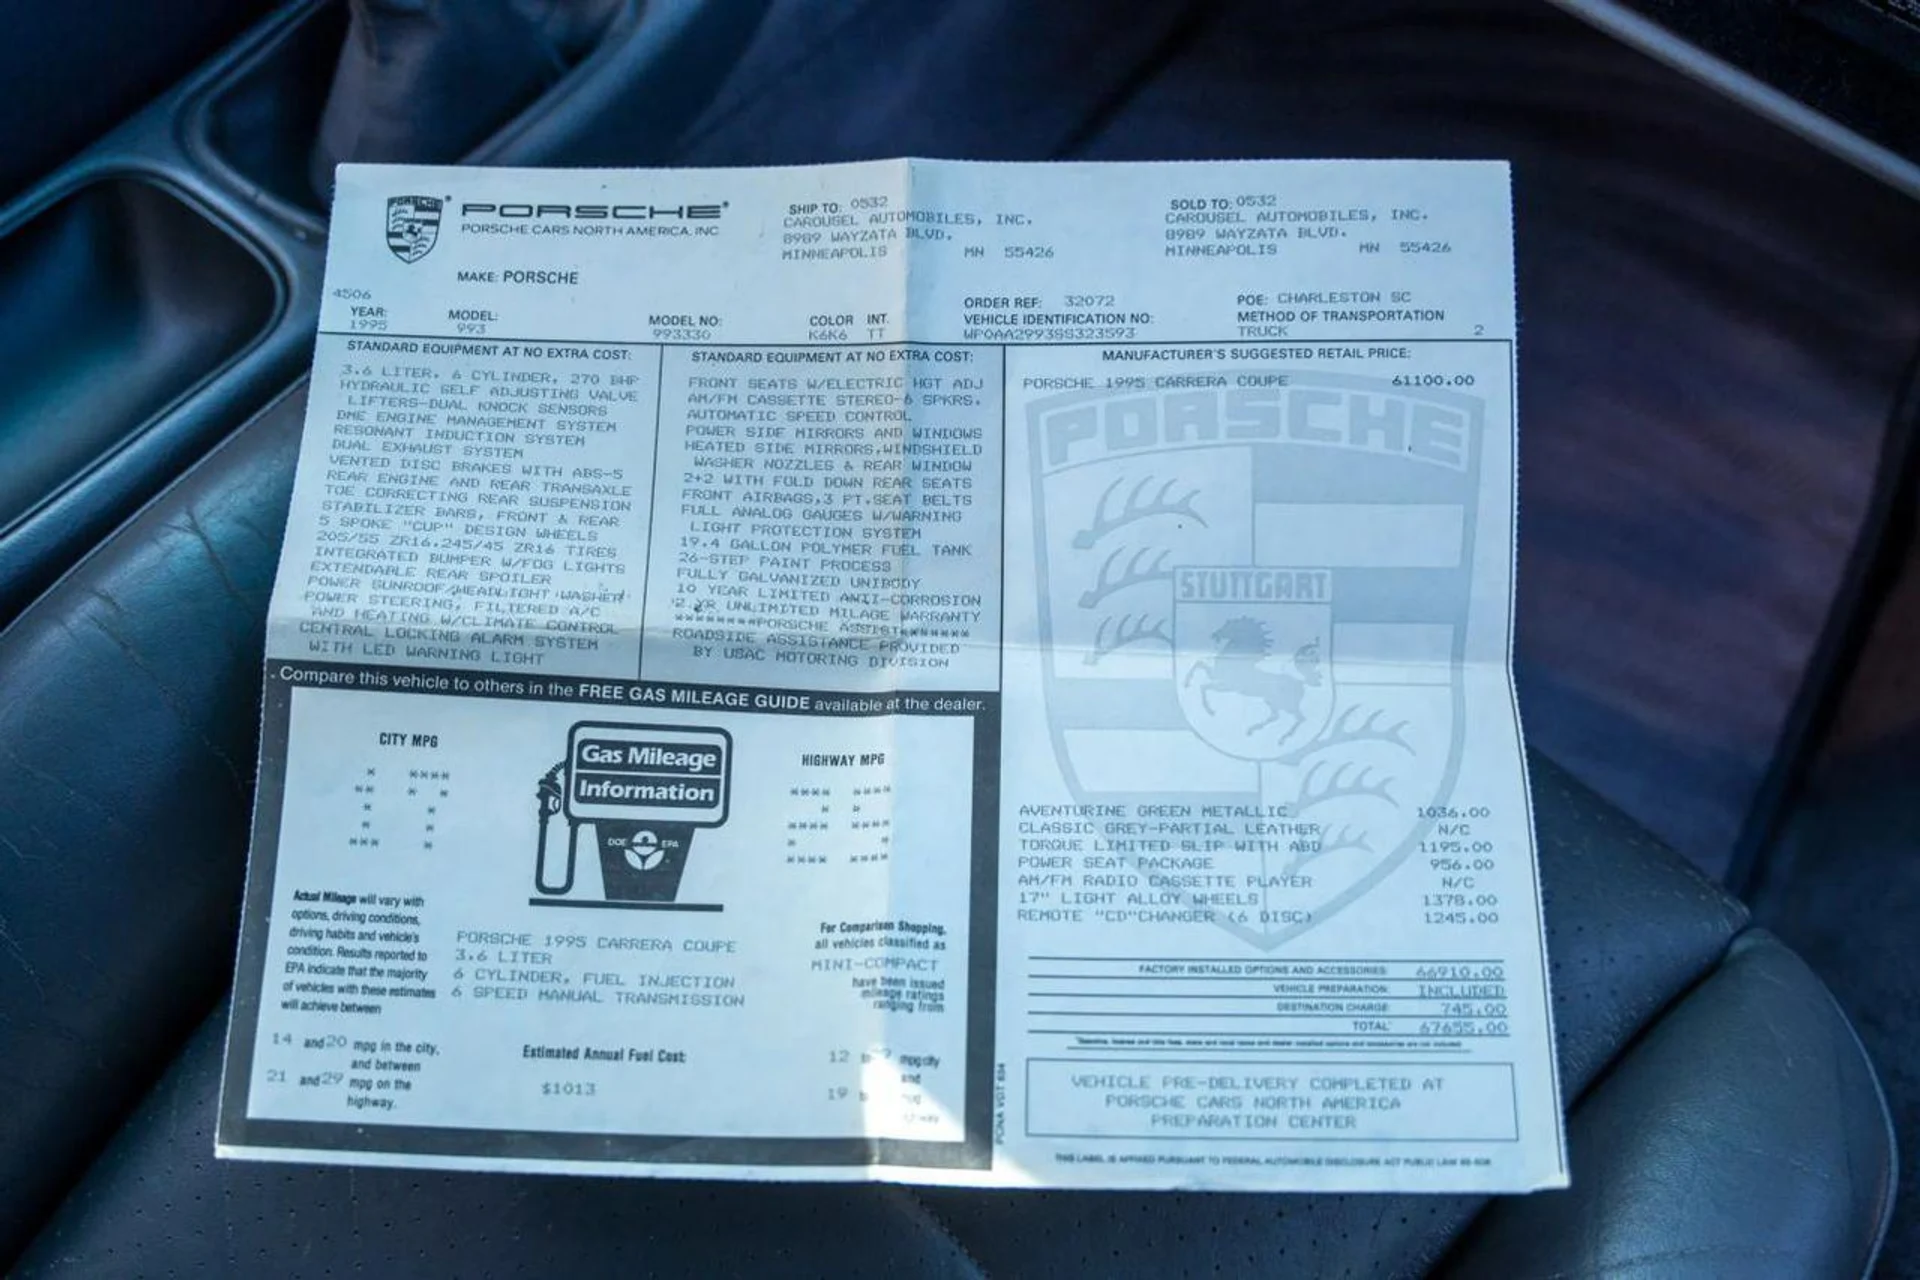 PORSCHE
PORSCHE CARS NORTH AMERICA, INC
MAKE: PORSCHE
SHIP TO: 0532
CAROUSEL AUTOMOBILES, INC.
8989 WAYZATA BLVD.
MINNEAPOLIS MN 55426
SOLD TO: 0532
CAROUSEL AUTOMOBILES, INC.
8989 WAYZATA BLVD.
MINNEAPOLIS MN 55426
4506
YEAR: 1995
MODEL: 993
MODEL NO: 993330
COLOR K6K6
INT. TT
ORDER REF: 32072
VEHICLE IDENTIFICATION NO:
WP0AA2993SS323593
POE: CHARLESTON SC
METHOD OF TRANSPORTATION
TRUCK 2
STANDARD EQUIPMENT AT NO EXTRA COST:
3.6 LITER, 6 CYLINDER, 270 BHP
HYDRAULIC SELF ADJUSTING VALVE
LIFTERS-DUAL KNOCK SENSORS
DME ENGINE MANAGEMENT SYSTEM
RESONANT INDUCTION SYSTEM
DUAL EXHAUST SYSTEM
VENTED DISC BRAKES WITH ABS-5
REAR ENGINE AND REAR TRANSAXLE
TOE CORRECTING REAR SUSPENSION
STABILIZER BARS, FRONT & REAR
5 SPOKE "CUP" DESIGN WHEELS
205/55 ZR16,245/45 ZR16 TIRES
INTEGRATED BUMPER W/FOG LIGHTS
EXTENDABLE REAR SPOILER
POWER SUNROOF/HEADLIGHT WASHER
POWER STEERING, FILTERED A/C
AND HEATING W/CLIMATE CONTROL
CENTRAL LOCKING ALARM SYSTEM
WITH LED WARNING LIGHT
STANDARD EQUIPMENT AT NO EXTRA COST:
FRONT SEATS W/ELECTRIC HGT ADJ
AM/FM CASSETTE STEREO-6 SPKRS.
AUTOMATIC SPEED CONTROL
POWER SIDE MIRRORS AND WINDOWS
HEATED SIDE MIRRORS,WINDSHIELD
WASHER NOZZLES & REAR WINDOW
2+2 WITH FOLD DOWN REAR SEATS
FRONT AIRBAGS,3 PT.SEAT BELTS
FULL ANALOG GAUGES W/WARNING
LIGHT PROTECTION SYSTEM
19.4 GALLON POLYMER FUEL TANK
26-STEP PAINT PROCESS
FULLY GALVANIZED UNIBODY
10 YEAR LIMITED ANTI-CORROSION
2 YR UNLIMITED MILAGE WARRANTY
********PORSCHE ASSIST********
ROADSIDE ASSISTANCE PROVIDED
BY USAC MOTORING DIVISION
MANUFACTURER'S SUGGESTED RETAIL PRICE:
PORSCHE 1995 CARRERA COUPE 61100.00
PORSCHE
STUTTGART
AVENTURINE GREEN METALLIC 1036.00
CLASSIC GREY-PARTIAL LEATHER N/C
TORQUE LIMITED SLIP WITH ABD 1195.00
POWER SEAT PACKAGE 956.00
AM/FM RADIO CASSETTE PLAYER N/C
17" LIGHT ALLOY WHEELS 1378.00
REMOTE "CD"CHANGER (6 DISC) 1245.00
FACTORY INSTALLED OPTIONS AND ACCESSORIES: 66910.00
VEHICLE PREPARATION: INCLUDED
DESTINATION CHARGE: 745.00
TOTAL* 67655.00
VEHICLE PRE-DELIVERY COMPLETED AT
PORSCHE CARS NORTH AMERICA
PREPARATION CENTER
THIS LABEL IS AFFIXED PURSUANT TO FEDERAL AUTOMOBILE DISCLOSURE ACT PUBLIC LAW
Compare this vehicle to others in the FREE GAS MILEAGE GUIDE available at the dealer.
CITY MPG
17
Gas Mileage
Information
DOE EPA
HIGHWAY MPG
25
Actual Mileage will vary with
options, driving conditions,
driving habits and vehicle's
condition. Results reported to
EPA indicate that the majority
of vehicles with these estimates
will achieve between
14 and 20 mpg in the city,
and between
21 and 29 mpg on the
highway.
PORSCHE 1995 CARRERA COUPE
3.6 LITER
6 CYLINDER, FUEL INJECTION
6 SPEED MANUAL TRANSMISSION
Estimated Annual Fuel Cost:
$1013
For Comparison Shopping,
all vehicles classified as
MINI-COMPACT
have been issued
mileage ratings
ranging from
12 mpg city
and
19